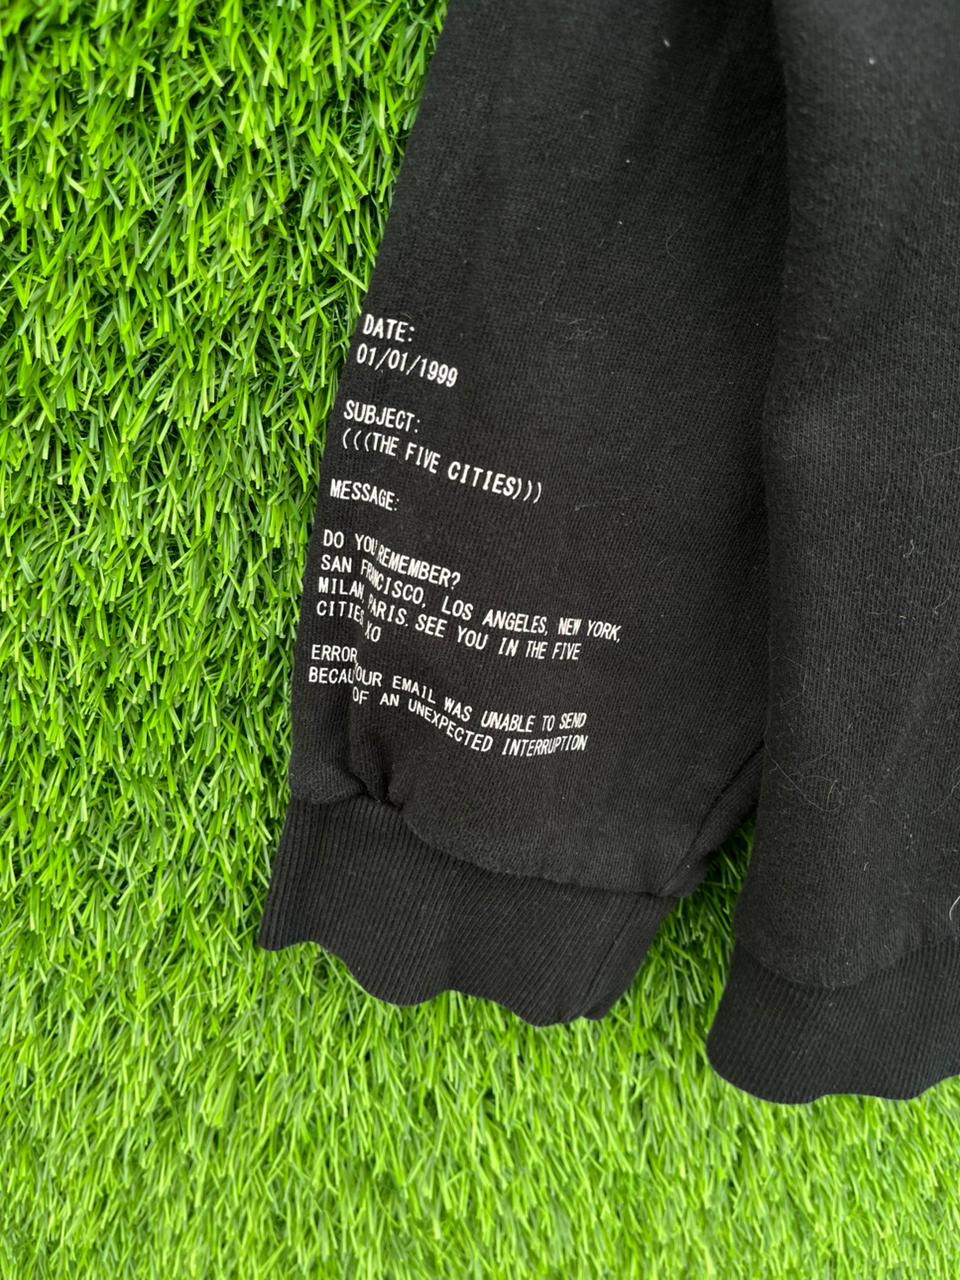 DATE:
01/01/1999
SUBJECT:
(((THE FIVE CITIES)))
MESSAGE:
DO YOU REMEMBER?
SAN FRANCISCO, LOS ANGELES, NEW YORK,
MILAN, PARIS. SEE YOU IN THE FIVE
CITIES XO
ERROR YOUR EMAIL WAS UNABLE TO SEND
BECAU OF AN UNEXPECTED INTERRUPTION